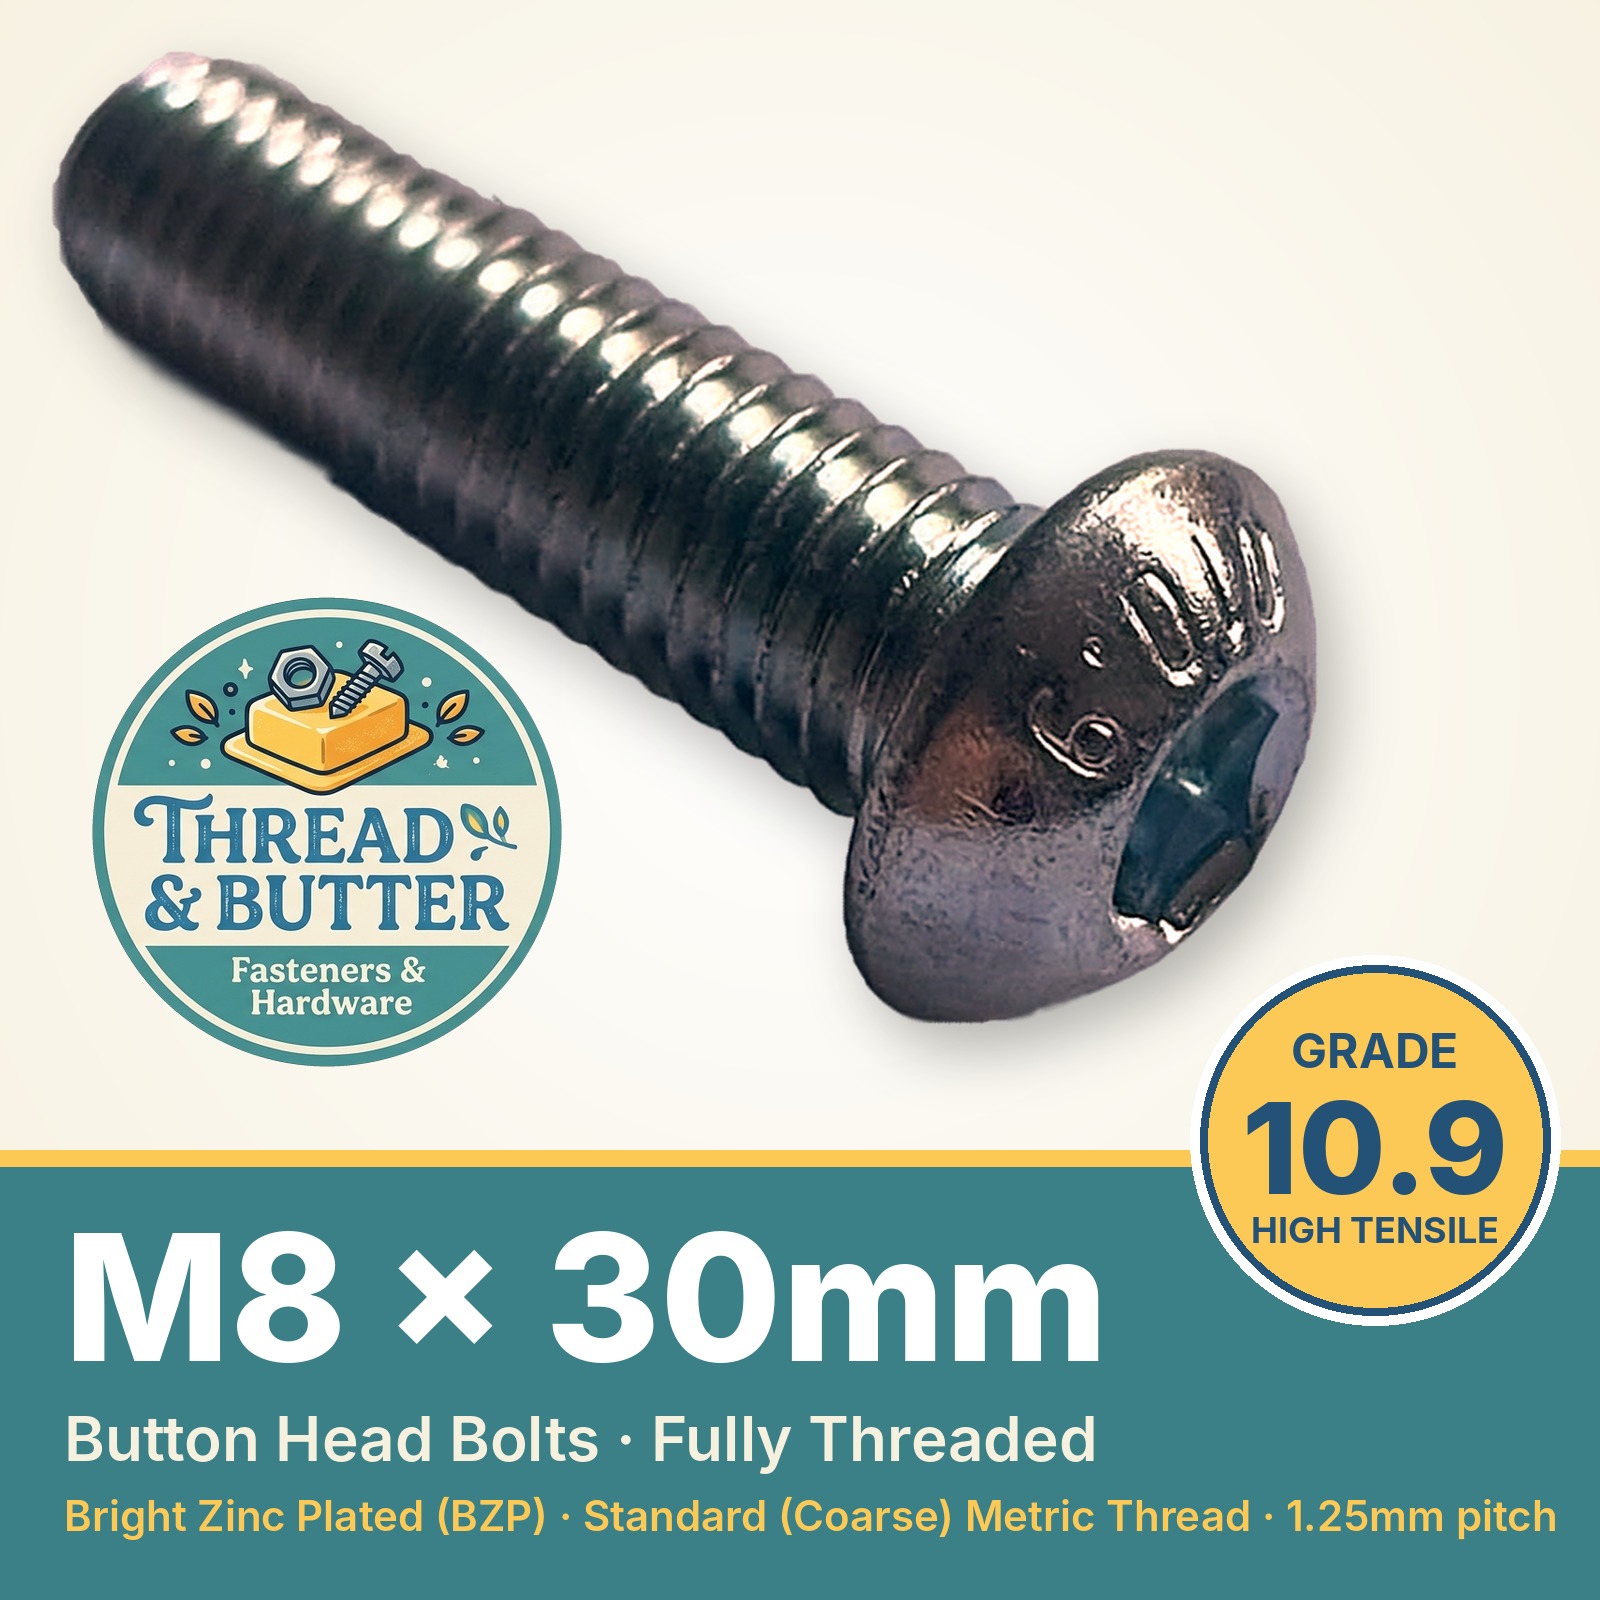 THREAD
& BUTTER
Fasteners &
Hardware
GRADE
10.9
HIGH TENSILE
M8 × 30mm
Button Head Bolts · Fully Threaded
Bright Zinc Plated (BZP) · Standard (Coarse) Metric Thread · 1.25mm pitch